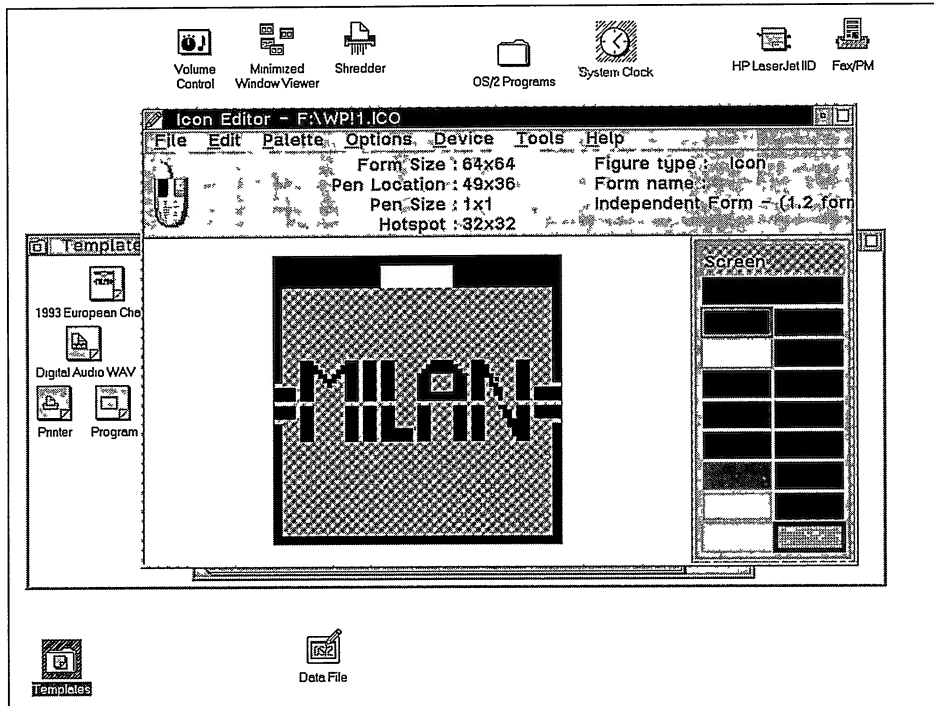 Volume
Control
Minimized
Window Viewer
Shredder
OS/2 Programs
System Clock
HP LaserJet IID
Fax/PM
Icon Editor - F:\WP!1.ICO
File Edit Palette Options Device Tools Help
Form Size : 64x64
Figure type : Icon
Pen Location : 49x36
Form name :
Pen Size : 1x1
Independent Form - (1.2 form
Hotspot : 32x32
Template
Screen
1993 European Cha
Digital Audio WAV
Printer
Program
MILAN
Templates
OS/2
Data File